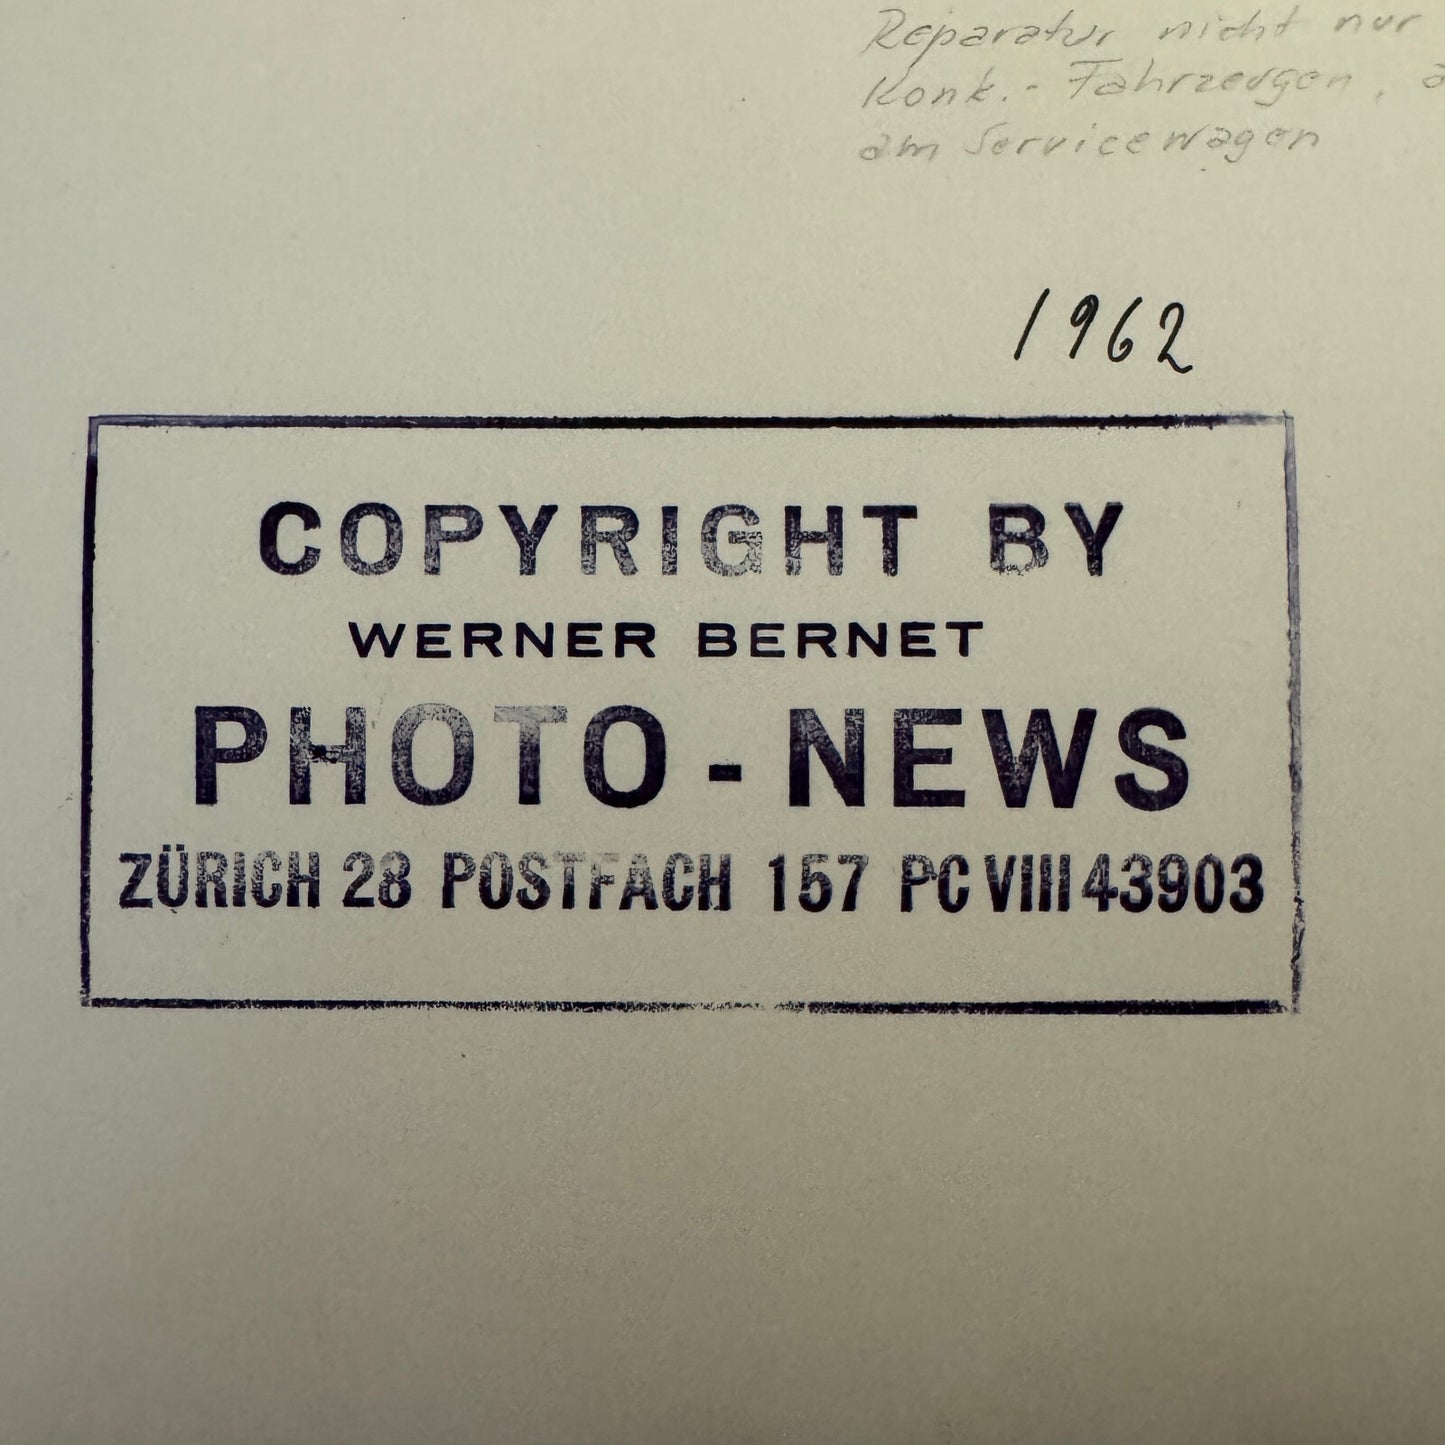 Reparatur nicht nur
Konk.-Fahrzeugen,
am Servicewagen
1962
COPYRIGHT BY
WERNER BERNET
PHOTO - NEWS
ZÜRICH 28 POSTFACH 157 PC VIII 43903